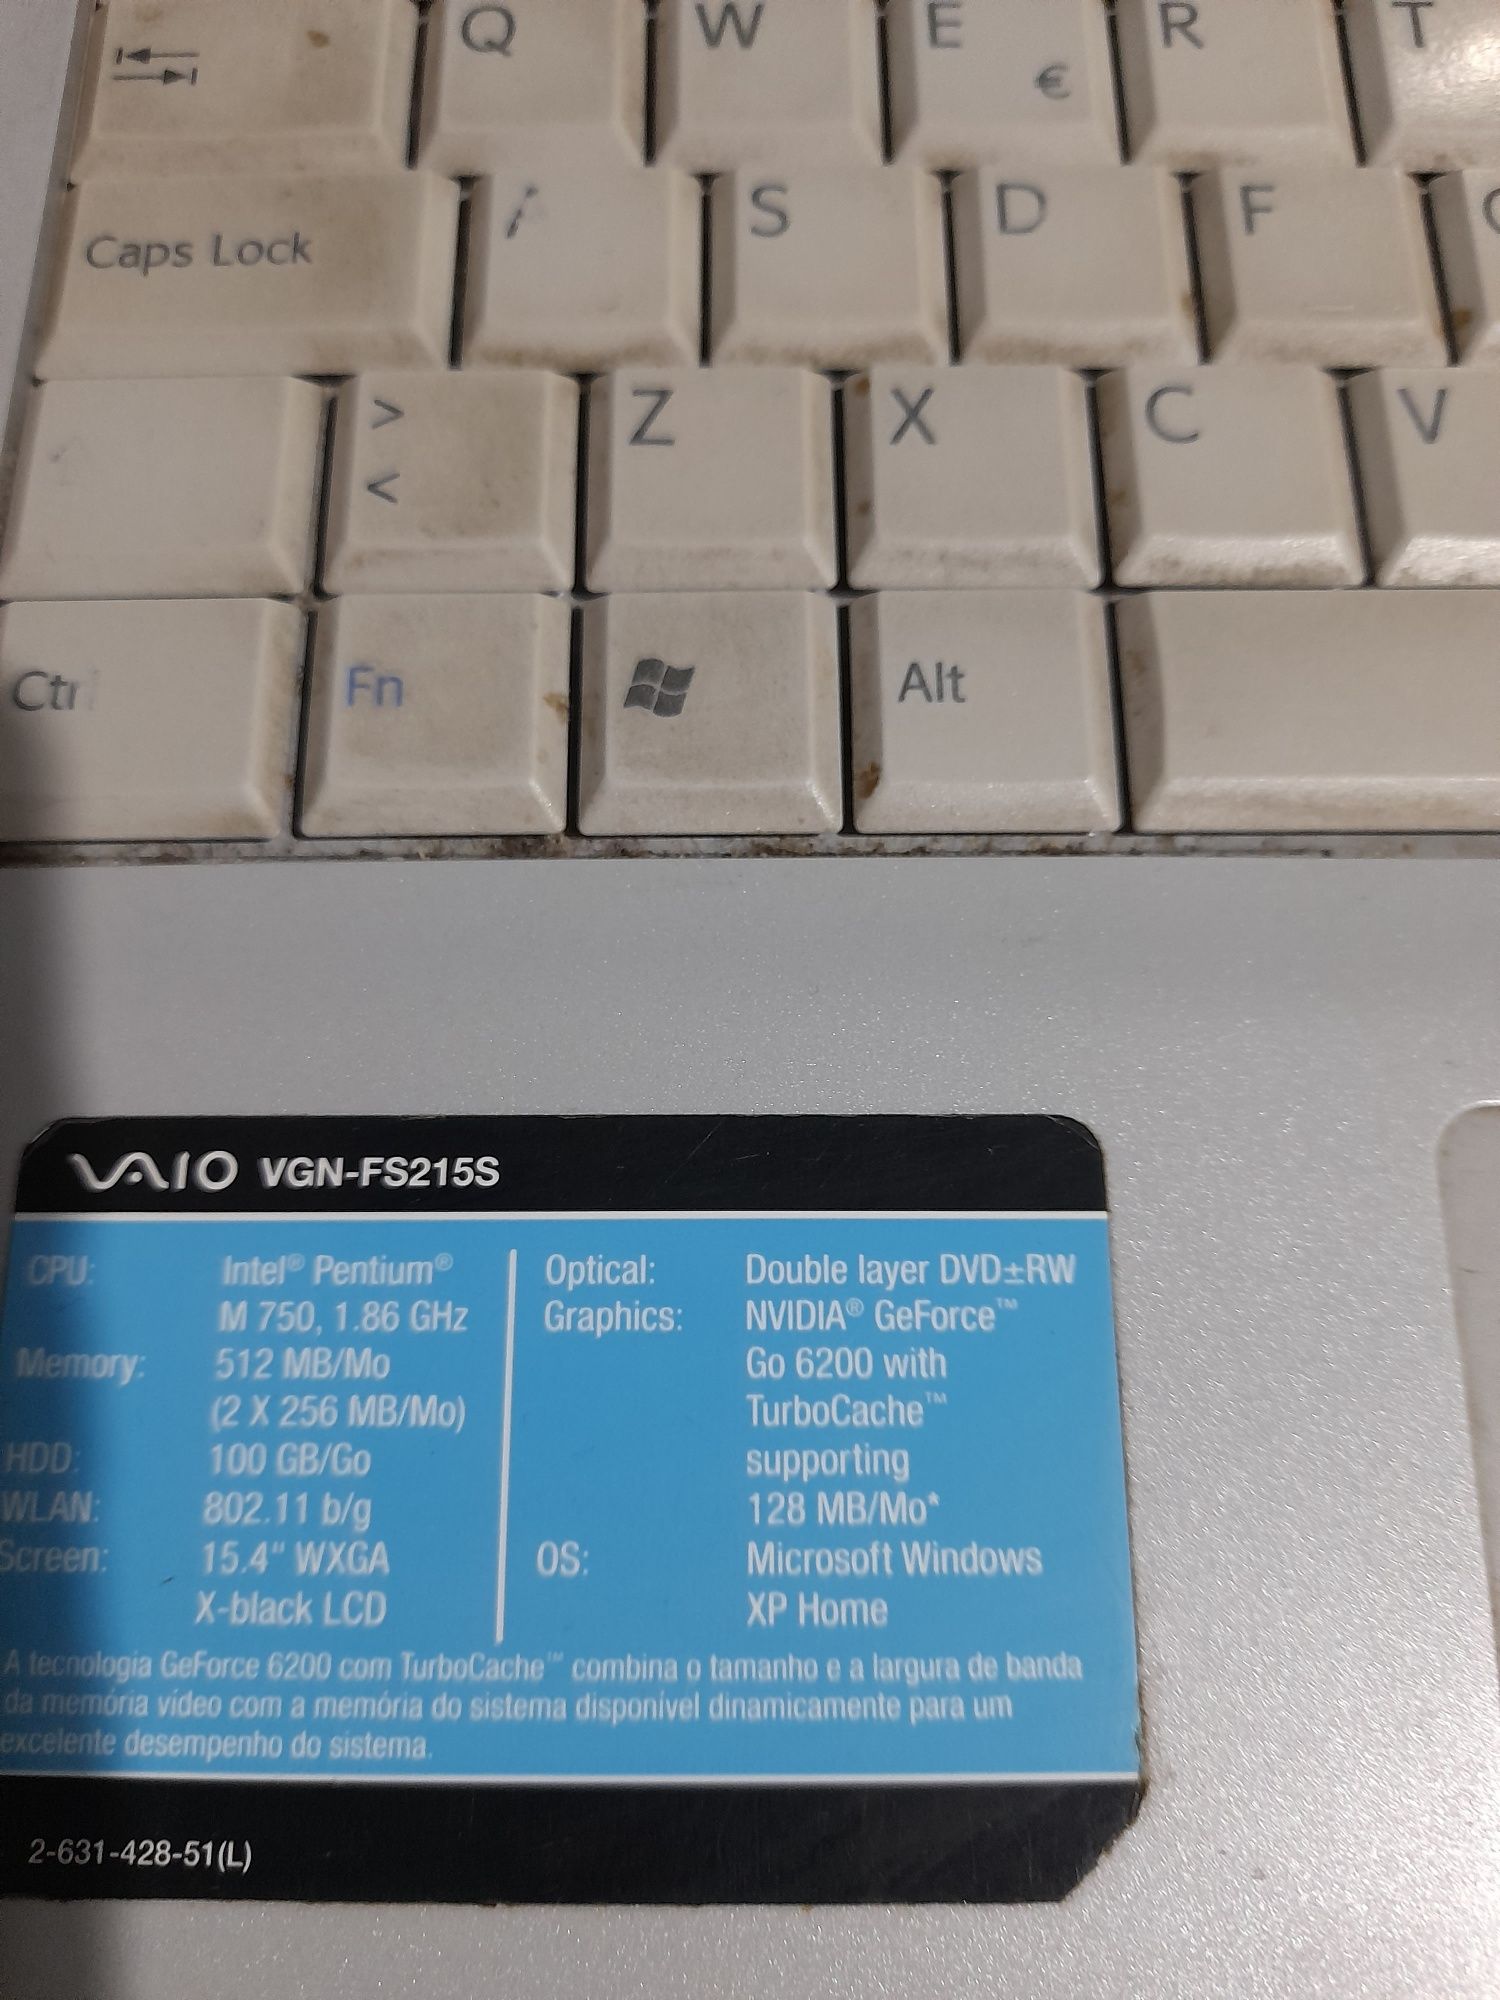 Q W E R T
€
Caps Lock S D F
> Z X C V
<
Ctrl Fn Alt
VAIO VGN-FS215S
CPU: Intel® Pentium®
M 750, 1.86 GHz
Memory: 512 MB/Mo
(2 X 256 MB/Mo)
HDD: 100 GB/Go
WLAN: 802.11 b/g
Screen: 15.4" WXGA
X-black LCD
Optical: Double layer DVD±RW
Graphics: NVIDIA® GeForce™
Go 6200 with
TurboCache™
supporting
128 MB/Mo*
OS: Microsoft Windows
XP Home
A tecnologia GeForce 6200 com TurboCache™ combina o tamanho e a largura de banda
da memória vídeo com a memória do sistema disponível dinamicamente para um
excelente desempenho do sistema.
2-631-428-51(L)